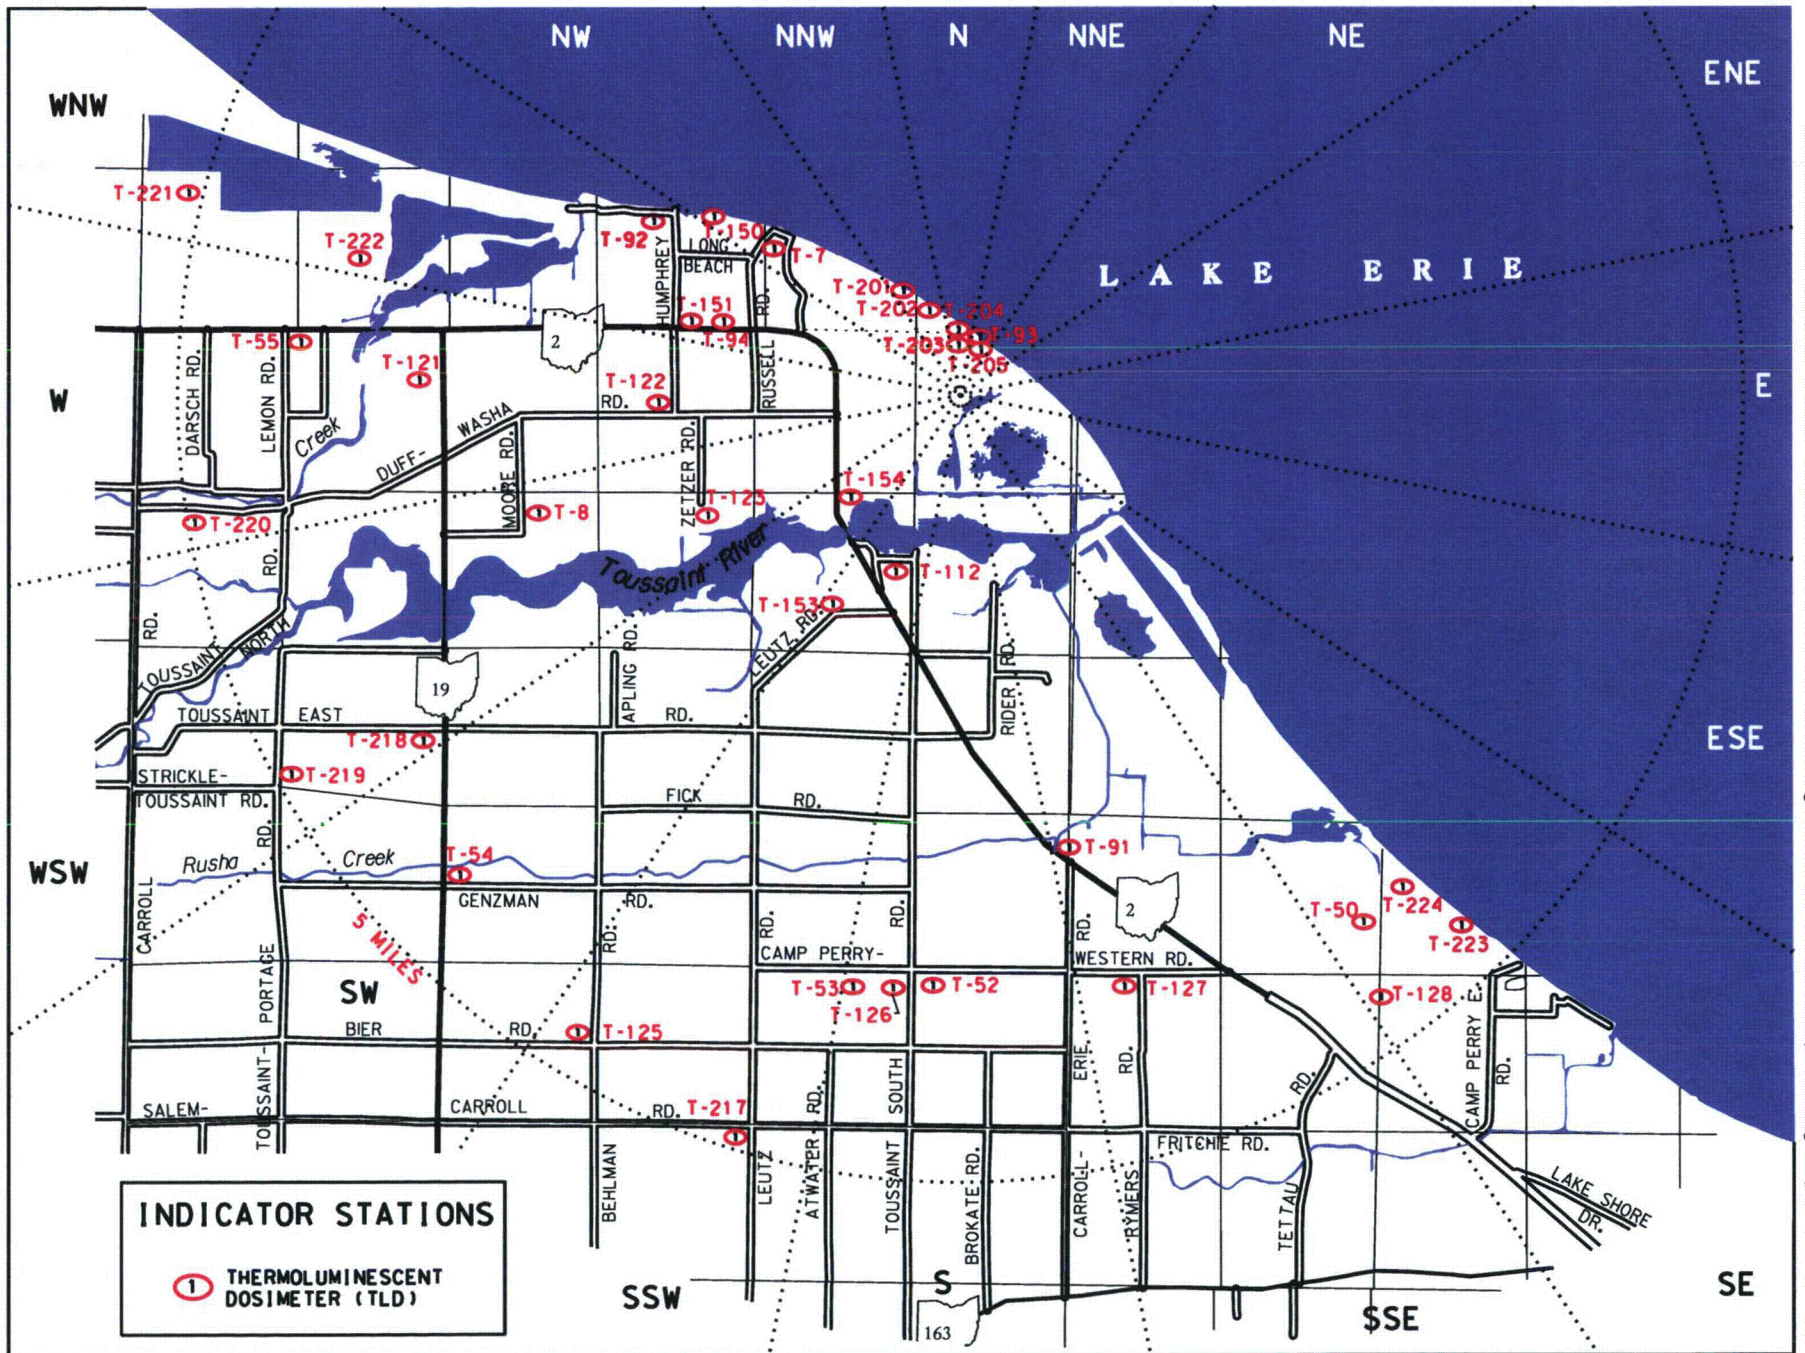 NW
NNW
N
NNE
NE
ENE
WNW
T-221
T-222
T-92
T-150
LONG
BEACH
T-7
HUMPHREY
RD.
LAKE ERIE
T-201
T-202
T-204
T-151
T-94
T-203
T-93
T-205
2
T-55
T-121
T-122
RD.
RUSSELL
E
W
DARSCH RD.
LEMON RD.
Creek
DUFF-
WASHA
MOORE RD.
ZETZER RD.
T-220
T-8
T-123
T-154
RD.
Toussaint River
T-112
T-153
LEUTZ RD.
RD.
TOUSSAINT
NORTH
19
APLING RD.
RIDER
RD.
TOUSSAINT
EAST
RD.
ESE
T-218
T-219
STRICKLE-
TOUSSAINT RD.
FICK
RD.
RD.
WSW
Rusha
Creek
T-54
T-91
GENZMAN
RD.
CARROLL
5 MILES
2
T-50
T-224
T-223
RD.
RD.
RD.
RD.
PORTAGE
CAMP PERRY-
WESTERN RD.
SW
T-53
T-126
T-52
T-127
T-128
BIER
RD.
T-125
ERIE
RD.
RD.
CAMP PERRY E.
RD.
SALEM-
TOUSSAINT-
CARROLL
RD.
T-217
RD.
SOUTH
FRITCHIE RD.
BEHLMAN
LEUTZ
ATWATER
TOUSSAINT
BROKATE RD.
CARROLL-
RYMERS
TETTAU
LAKE SHORE
DR.
INDICATOR STATIONS
1 THERMOLUMINESCENT
DOSIMETER (TLD)
SSW
S
163
SSE
SE